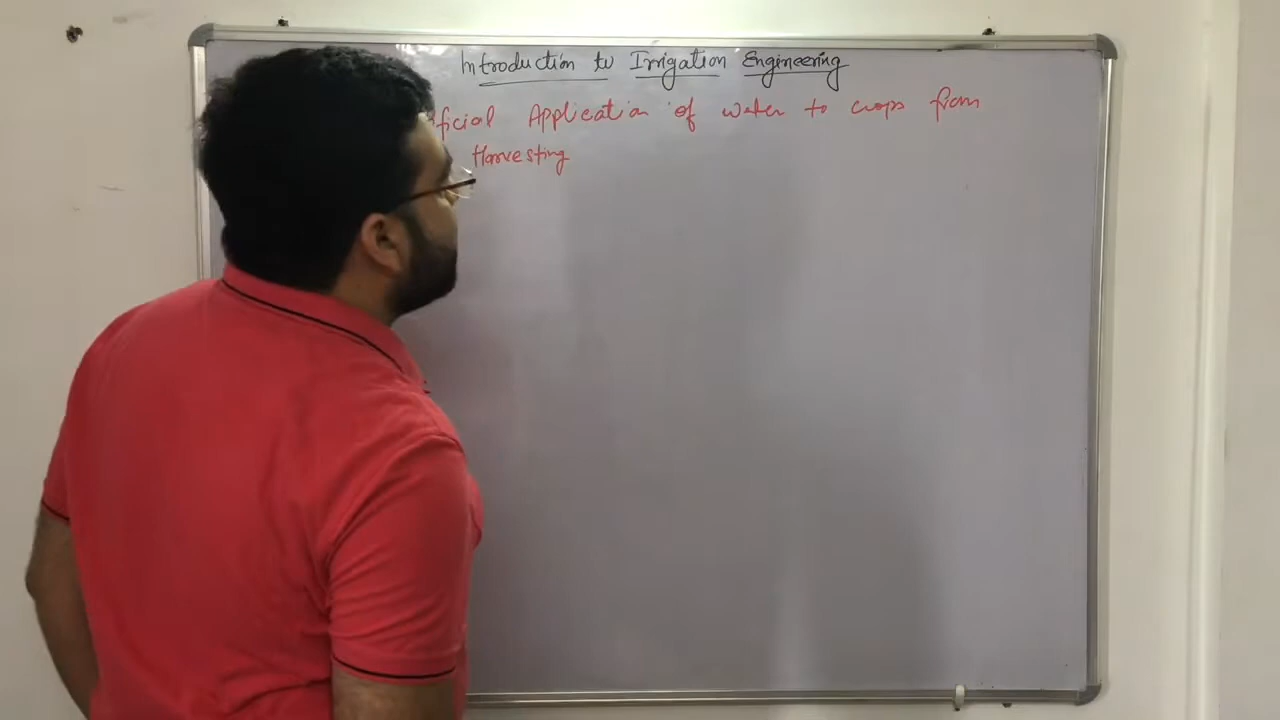 Introduction to Irrigation Engineering
ficial Application of water to crops from
Harvesting